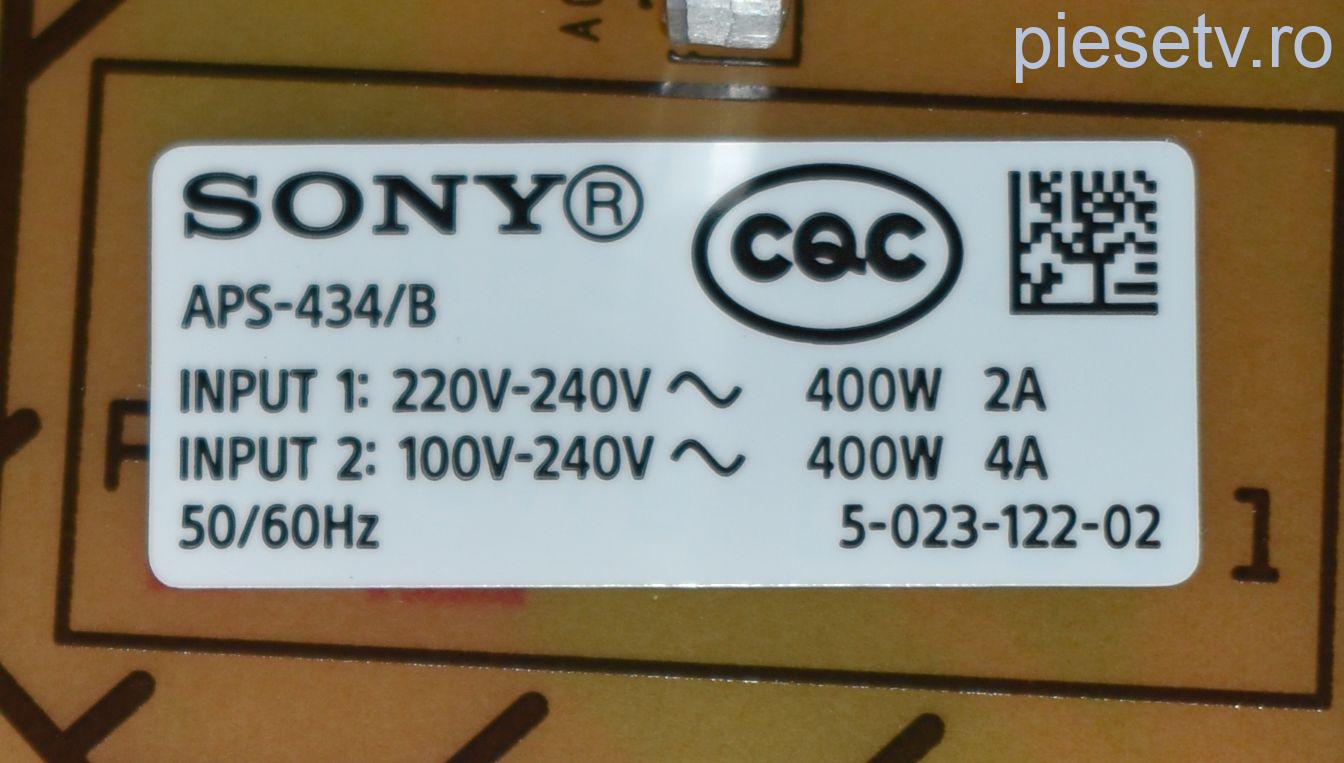 piesetv.ro
SONY®
CQC
APS-434/B
INPUT 1: 220V-240V ～ 400W 2A
INPUT 2: 100V-240V ～ 400W 4A
50/60Hz 5-023-122-02
1